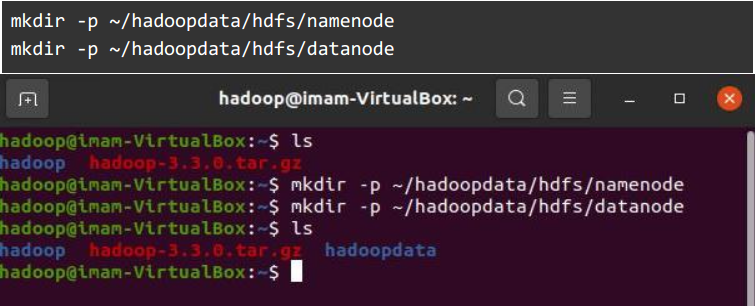 mkdir -p ~/hadoopdata/hdfs/namenode
mkdir -p ~/hadoopdata/hdfs/datanode
hadoop@imam-VirtualBox: ~
hadoop@imam-VirtualBox:~$ ls
hadoop  hadoop-3.3.0.tar.gz
hadoop@imam-VirtualBox:~$ mkdir -p ~/hadoopdata/hdfs/namenode
hadoop@imam-VirtualBox:~$ mkdir -p ~/hadoopdata/hdfs/datanode
hadoop@imam-VirtualBox:~$ ls
hadoop  hadoop-3.3.0.tar.gz  hadoopdata
hadoop@imam-VirtualBox:~$